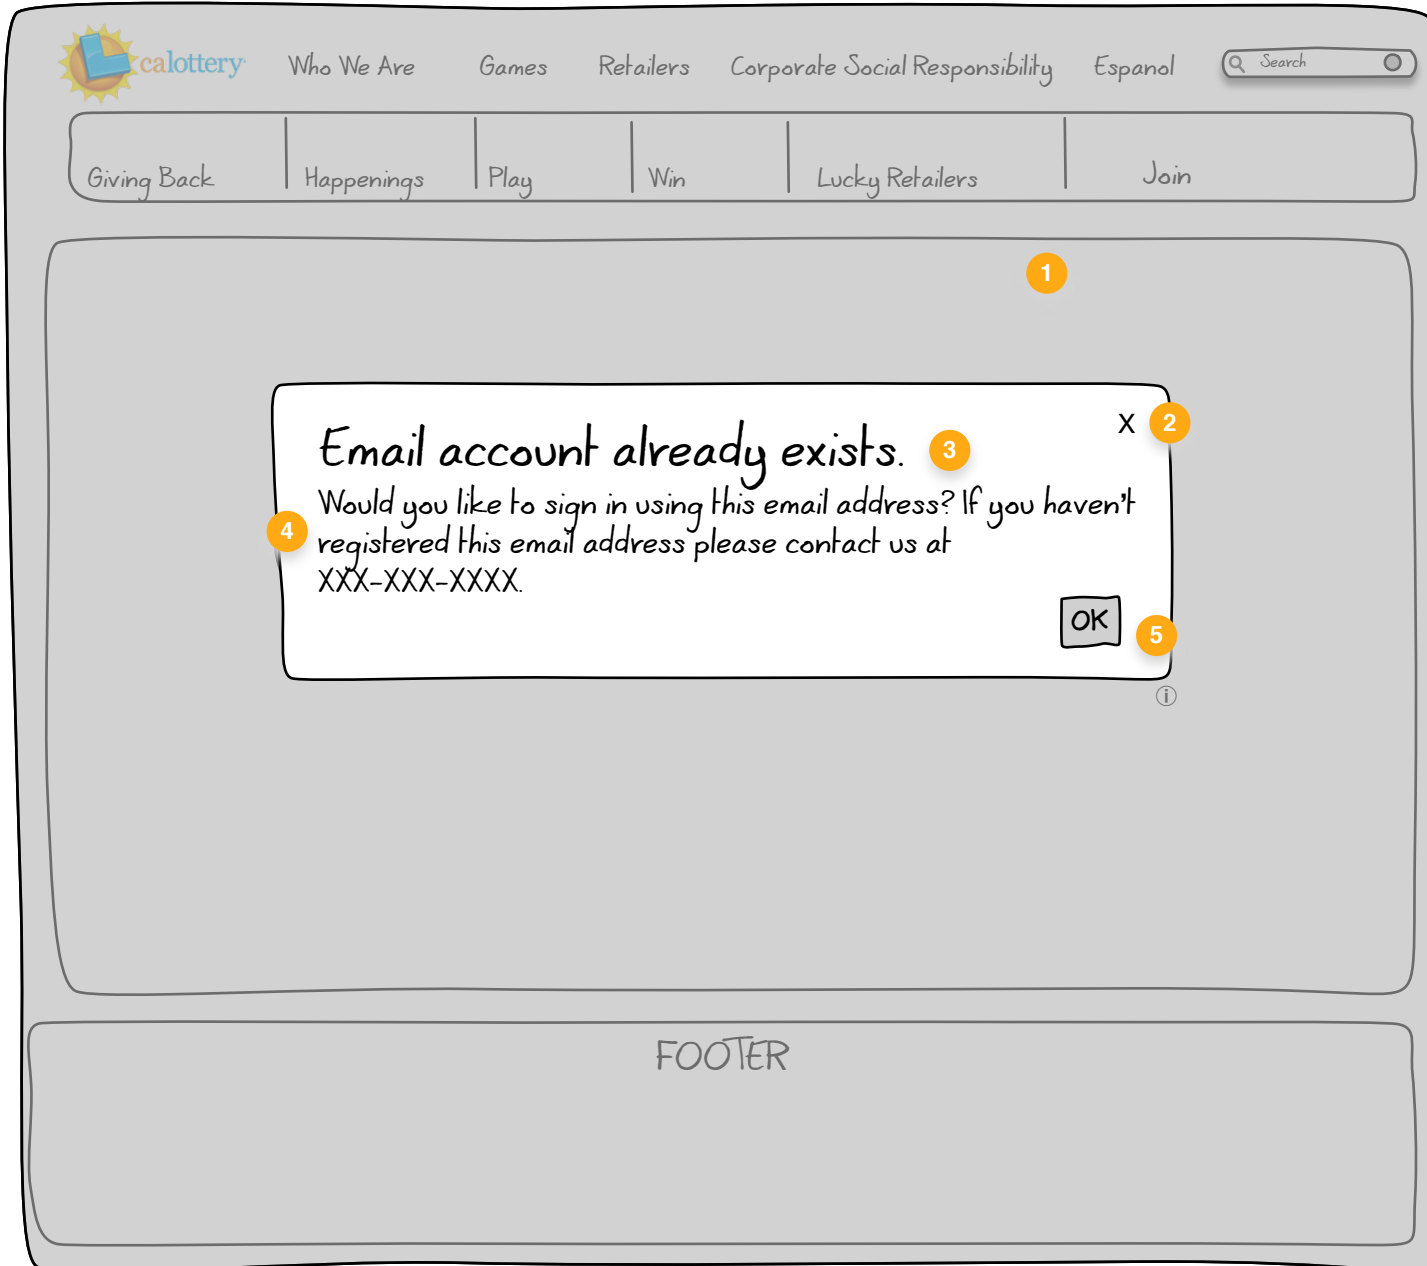 calottery
Who We Are
Games
Retailers
Corporate Social Responsibility
Espanol
Search
Giving Back
Happenings
Play
Win
Lucky Retailers
Join
1
X
2
Email account already exists.
3
Would you like to sign in using this email address? If you haven't
4
registered this email address please contact us at
XXX-XXX-XXXX.
OK
5
i
FOOTER